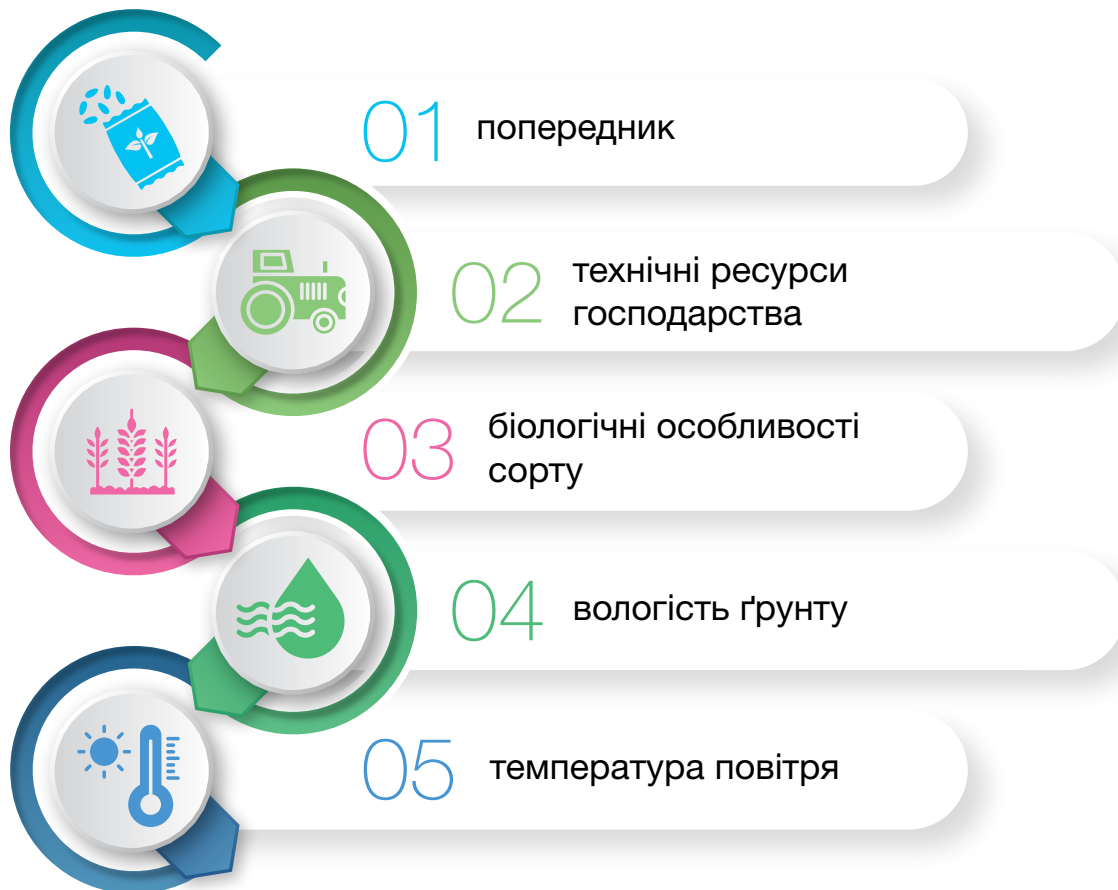 01 попередник
02 технічні ресурси
господарства
03 біологічні особливості
сорту
04 вологість ґрунту
05 температура повітря